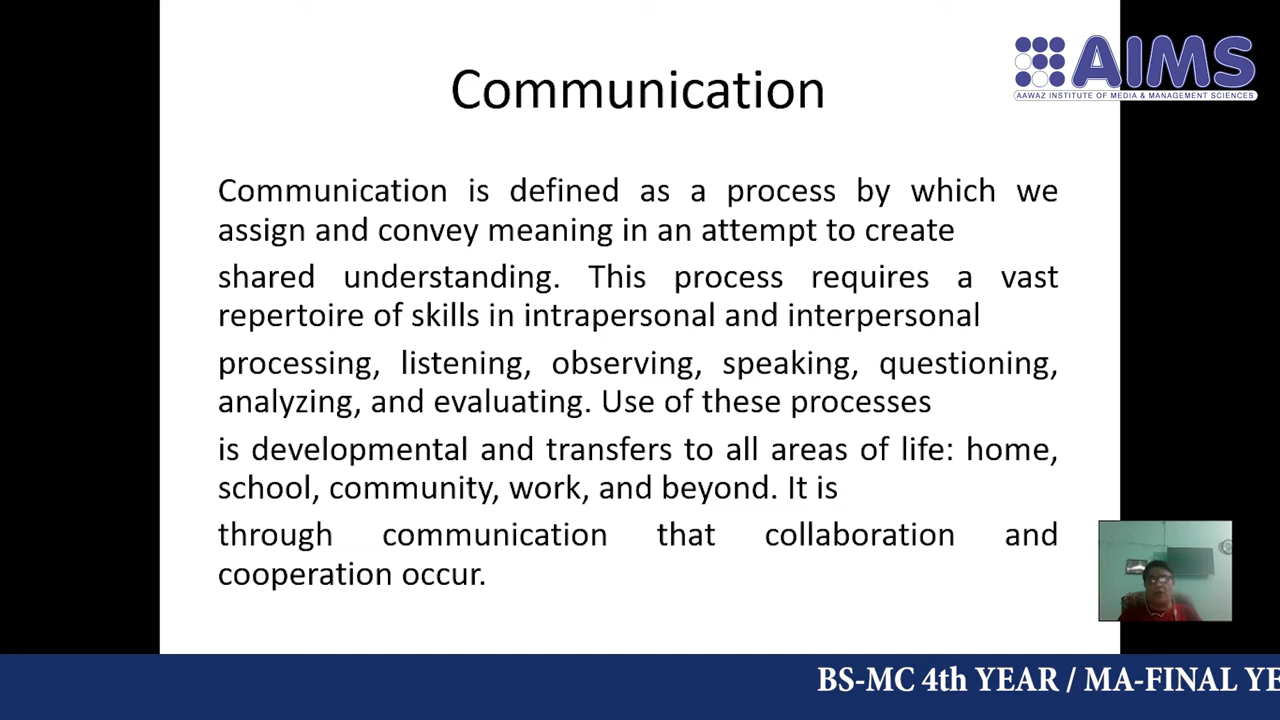 AIMS
AAWAZ INSTITUTE OF MEDIA & MANAGEMENT SCIENCES
Communication
Communication is defined as a process by which we
assign and convey meaning in an attempt to create
shared understanding. This process requires a vast
repertoire of skills in intrapersonal and interpersonal
processing, listening, observing, speaking, questioning,
analyzing, and evaluating. Use of these processes
is developmental and transfers to all areas of life: home,
school, community, work, and beyond. It is
through communication that collaboration and
cooperation occur.
BS-MC 4th YEAR / MA-FINAL YE